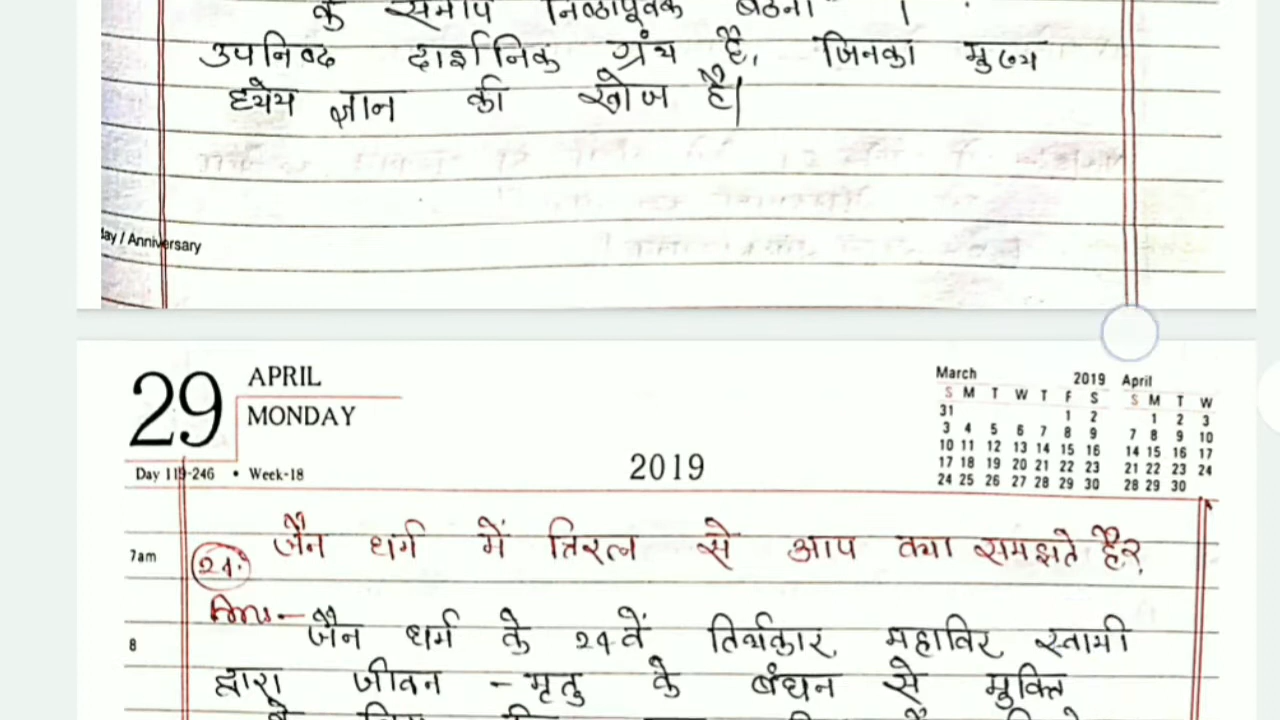 के समीप निष्ठापूर्वक बैठना" |
उपनिषद दार्शनिक ग्रंथ है, जिनका मुख्य
ध्येय ज्ञान की खोज है|
day / Anniversary
29 APRIL
MONDAY
Day 119-246 • Week-18
2019
March 2019
S M T W T F S
31 1 2
3 4 5 6 7 8 9
10 11 12 13 14 15 16
17 18 19 20 21 22 23
24 25 26 27 28 29 30
April
S M T W
1 2 3
7 8 9 10
14 15 16 17
21 22 23 24
28 29 30
7am
जैन धर्म में त्रिरत्न से आप क्या समझते है?
Ans:- जैन धर्म के 24वें तिर्थकार, महाविर स्वामी
8
द्वारा जीवन - मृतु के बंधन से मुक्ति